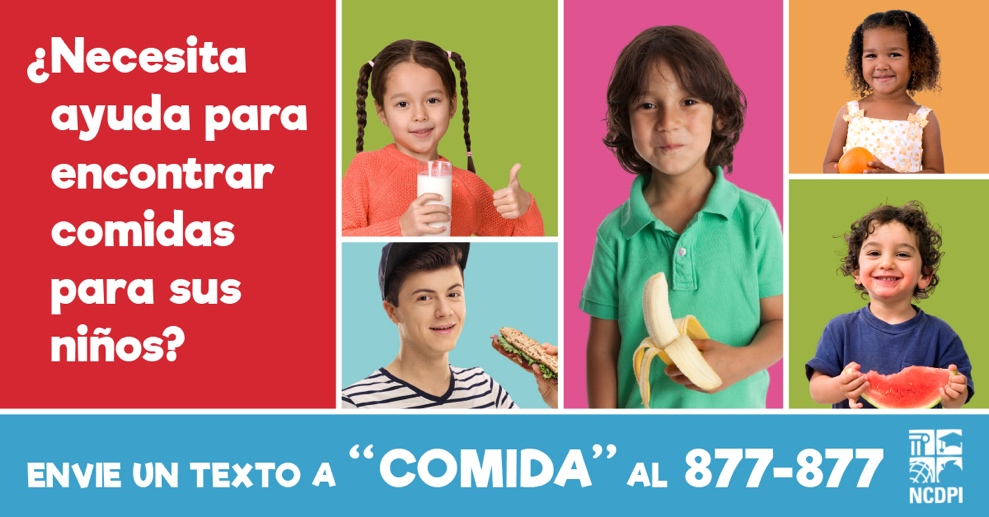 ¿Necesita
ayuda para
encontrar
comidas
para sus
niños?
ENVIE UN TEXTO A “COMIDA” AL 877-877
NCDPI